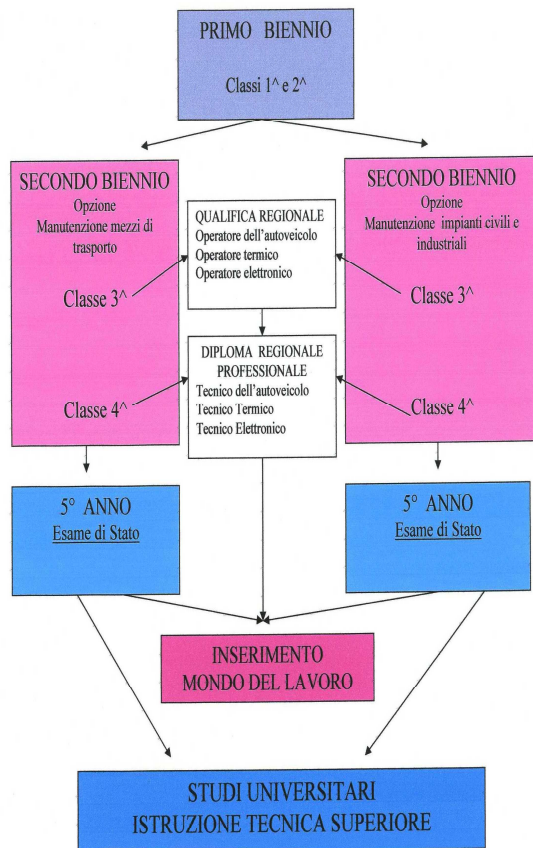 PRIMO BIENNIO
Classi 1^ e 2^
SECONDO BIENNIO
Opzione
Manutenzione mezzi di
trasporto
Classe 3^
Classe 4^
QUALIFICA REGIONALE
Operatore dell'autoveicolo
Operatore termico
Operatore elettronico
DIPLOMA REGIONALE
PROFESSIONALE
Tecnico dell'autoveicolo
Tecnico Termico
Tecnico Elettronico
SECONDO BIENNIO
Opzione
Manutenzione impianti civili e
industriali
Classe 3^
Classe 4^
5° ANNO
Esame di Stato
5° ANNO
Esame di Stato
INSERIMENTO
MONDO DEL LAVORO
STUDI UNIVERSITARI
ISTRUZIONE TECNICA SUPERIORE